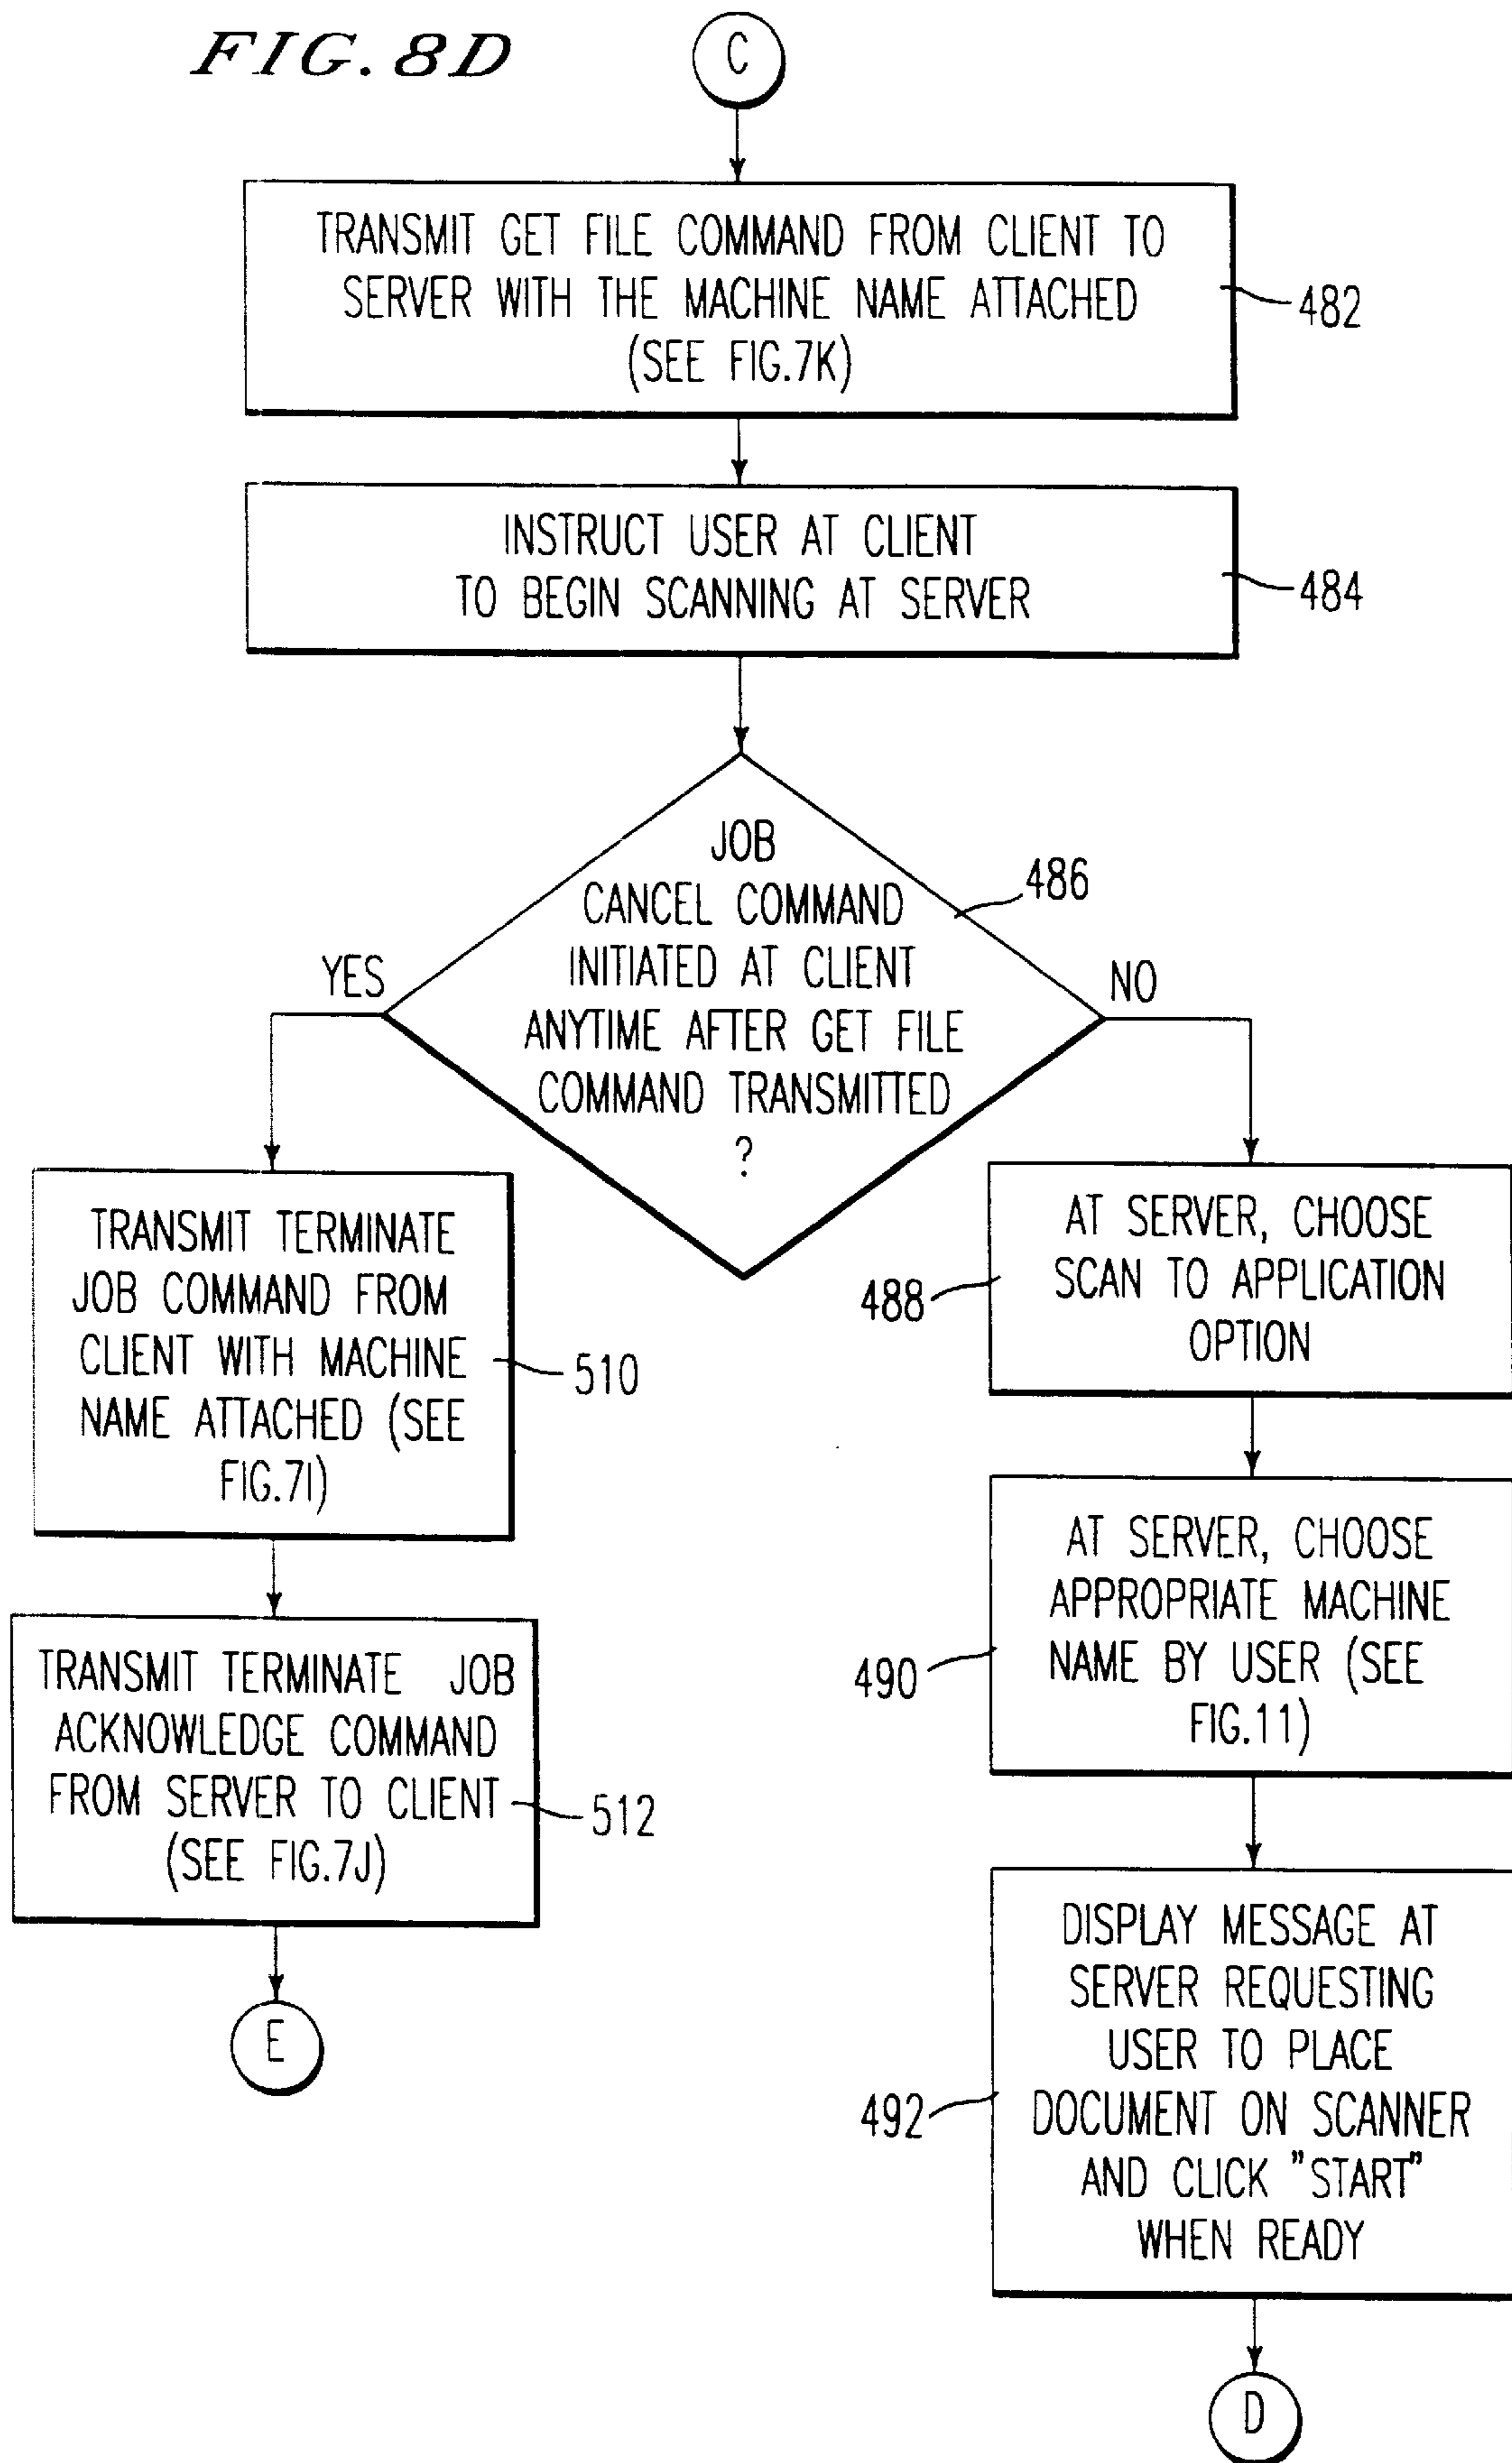 FIG. 8D
C
TRANSMIT GET FILE COMMAND FROM CLIENT TO
SERVER WITH THE MACHINE NAME ATTACHED
(SEE FIG.7K)
482
INSTRUCT USER AT CLIENT
TO BEGIN SCANNING AT SERVER
484
JOB
CANCEL COMMAND
INITIATED AT CLIENT
ANYTIME AFTER GET FILE
COMMAND TRANSMITTED
?
486
YES
NO
TRANSMIT TERMINATE
JOB COMMAND FROM
CLIENT WITH MACHINE
NAME ATTACHED (SEE
FIG.7I)
510
TRANSMIT TERMINATE JOB
ACKNOWLEDGE COMMAND
FROM SERVER TO CLIENT
(SEE FIG.7J)
512
E
AT SERVER, CHOOSE
SCAN TO APPLICATION
OPTION
488
AT SERVER, CHOOSE
APPROPRIATE MACHINE
NAME BY USER (SEE
FIG.11)
490
DISPLAY MESSAGE AT
SERVER REQUESTING
USER TO PLACE
DOCUMENT ON SCANNER
AND CLICK "START"
WHEN READY
492
D